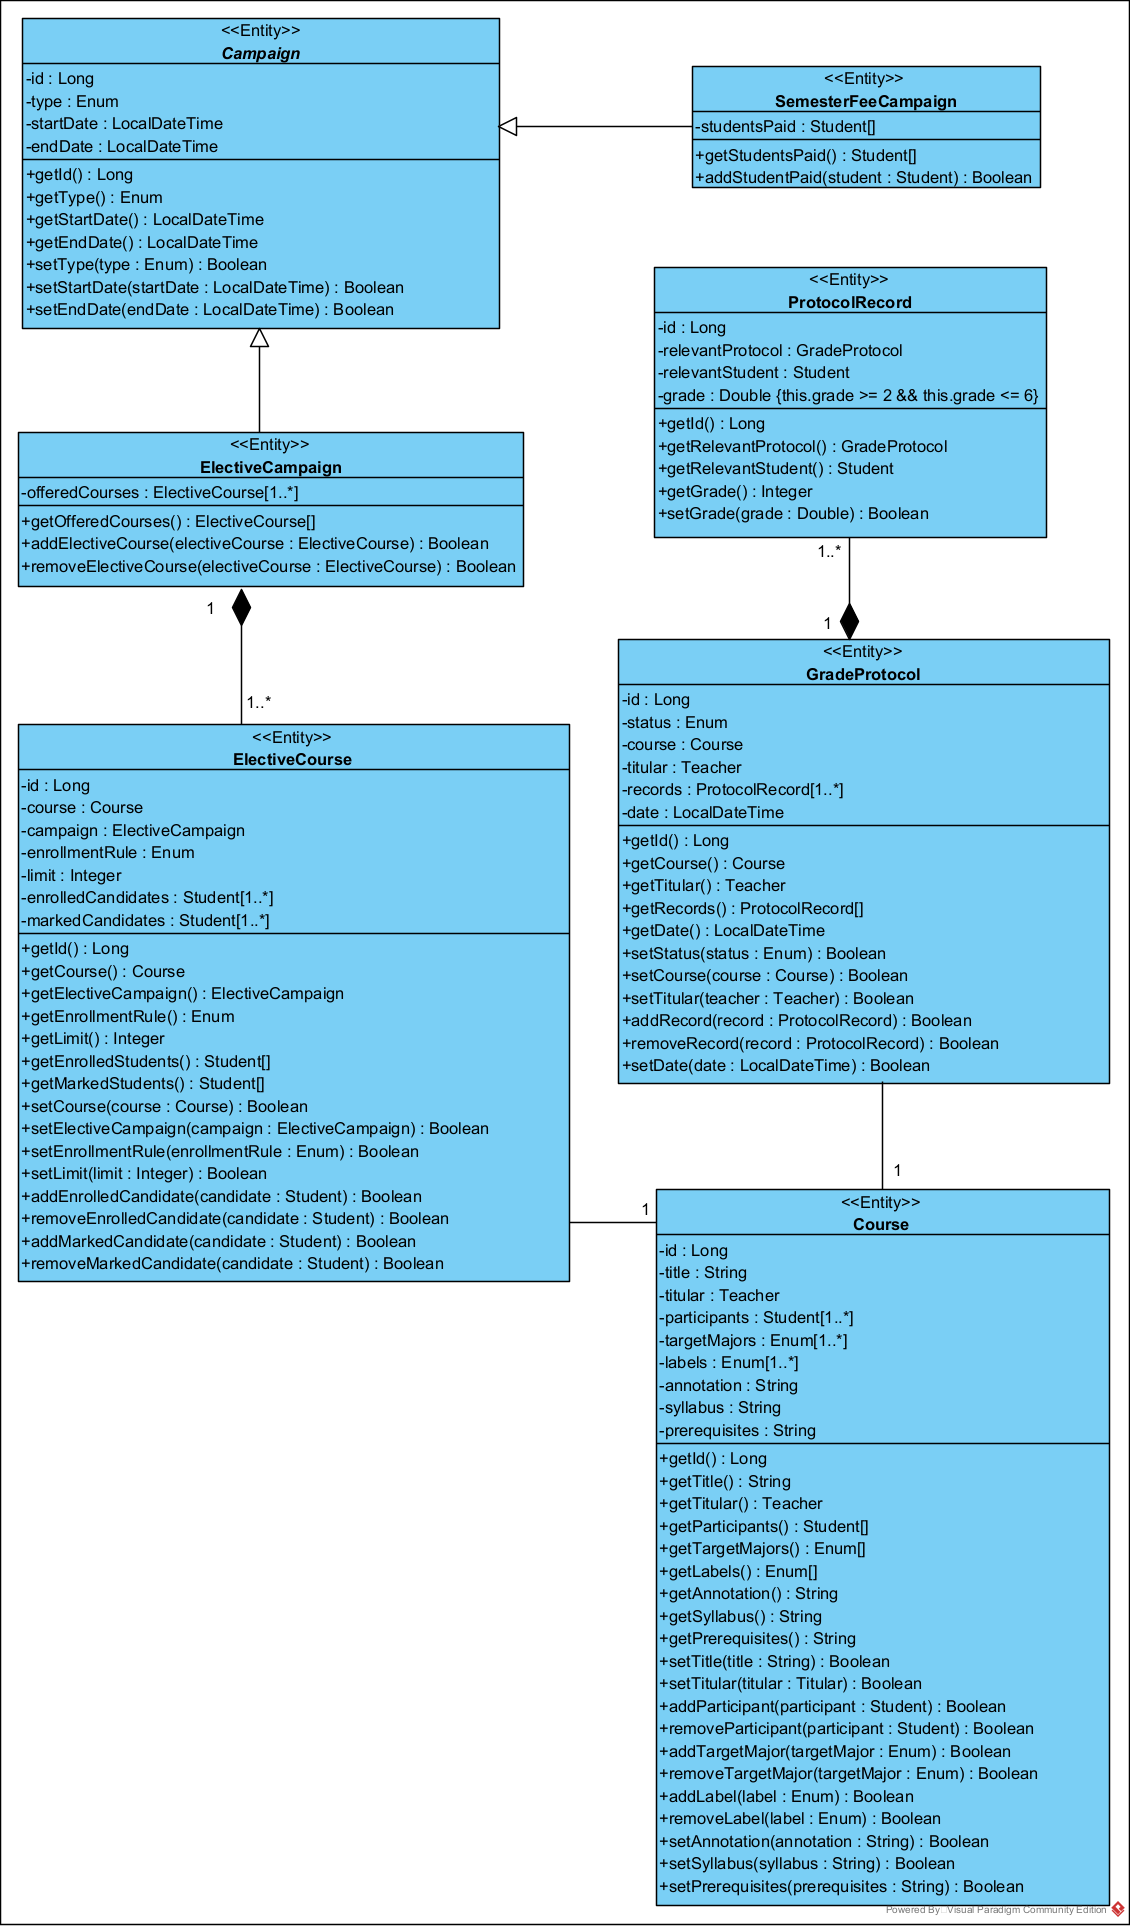 <<Entity>>
Campaign
-id : Long
-type : Enum
-startDate : LocalDateTime
-endDate : LocalDateTime
+getId() : Long
+getType() : Enum
+getStartDate() : LocalDateTime
+getEndDate() : LocalDateTime
+setType(type : Enum) : Boolean
+setStartDate(startDate : LocalDateTime) : Boolean
+setEndDate(endDate : LocalDateTime) : Boolean
<<Entity>>
SemesterFeeCampaign
-studentsPaid : Student[]
+getStudentsPaid() : Student[]
+addStudentPaid(student : Student) : Boolean
<<Entity>>
ProtocolRecord
-id : Long
-relevantProtocol : GradeProtocol
-relevantStudent : Student
-grade : Double {this.grade >= 2 && this.grade <= 6}
+getId() : Long
+getRelevantProtocol() : GradeProtocol
+getRelevantStudent() : Student
+getGrade() : Integer
+setGrade(grade : Double) : Boolean
<<Entity>>
ElectiveCampaign
-offeredCourses : ElectiveCourse[1..*]
+getOfferedCourses() : ElectiveCourse[]
+addElectiveCourse(electiveCourse : ElectiveCourse) : Boolean
+removeElectiveCourse(electiveCourse : ElectiveCourse) : Boolean
1
1..*
1..*
1
<<Entity>>
GradeProtocol
-id : Long
-status : Enum
-course : Course
-titular : Teacher
-records : ProtocolRecord[1..*]
-date : LocalDateTime
+getId() : Long
+getCourse() : Course
+getTitular() : Teacher
+getRecords() : ProtocolRecord[]
+getDate() : LocalDateTime
+setStatus(status : Enum) : Boolean
+setCourse(course : Course) : Boolean
+setTitular(teacher : Teacher) : Boolean
+addRecord(record : ProtocolRecord) : Boolean
+removeRecord(record : ProtocolRecord) : Boolean
+setDate(date : LocalDateTime) : Boolean
<<Entity>>
ElectiveCourse
-id : Long
-course : Course
-campaign : ElectiveCampaign
-enrollmentRule : Enum
-limit : Integer
-enrolledCandidates : Student[1..*]
-markedCandidates : Student[1..*]
+getId() : Long
+getCourse() : Course
+getElectiveCampaign() : ElectiveCampaign
+getEnrollmentRule() : Enum
+getLimit() : Integer
+getEnrolledStudents() : Student[]
+getMarkedStudents() : Student[]
+setCourse(course : Course) : Boolean
+setElectiveCampaign(campaign : ElectiveCampaign) : Boolean
+setEnrollmentRule(enrollmentRule : Enum) : Boolean
+setLimit(limit : Integer) : Boolean
+addEnrolledCandidate(candidate : Student) : Boolean
+removeEnrolledCandidate(candidate : Student) : Boolean
+addMarkedCandidate(candidate : Student) : Boolean
+removeMarkedCandidate(candidate : Student) : Boolean
1
1
<<Entity>>
Course
-id : Long
-title : String
-titular : Teacher
-participants : Student[1..*]
-targetMajors : Enum[1..*]
-labels : Enum[1..*]
-annotation : String
-syllabus : String
-prerequisites : String
+getId() : Long
+getTitle() : String
+getTitular() : Teacher
+getParticipants() : Student[]
+getTargetMajors() : Enum[]
+getLabels() : Enum[]
+getAnnotation() : String
+getSyllabus() : String
+getPrerequisites() : String
+setTitle(title : String) : Boolean
+setTitular(titular : Titular) : Boolean
+addParticipant(participant : Student) : Boolean
+removeParticipant(participant : Student) : Boolean
+addTargetMajor(targetMajor : Enum) : Boolean
+removeTargetMajor(targetMajor : Enum) : Boolean
+addLabel(label : Enum) : Boolean
+removeLabel(label : Enum) : Boolean
+setAnnotation(annotation : String) : Boolean
+setSyllabus(syllabus : String) : Boolean
+setPrerequisites(prerequisites : String) : Boolean
Powered By Visual Paradigm Community Edition